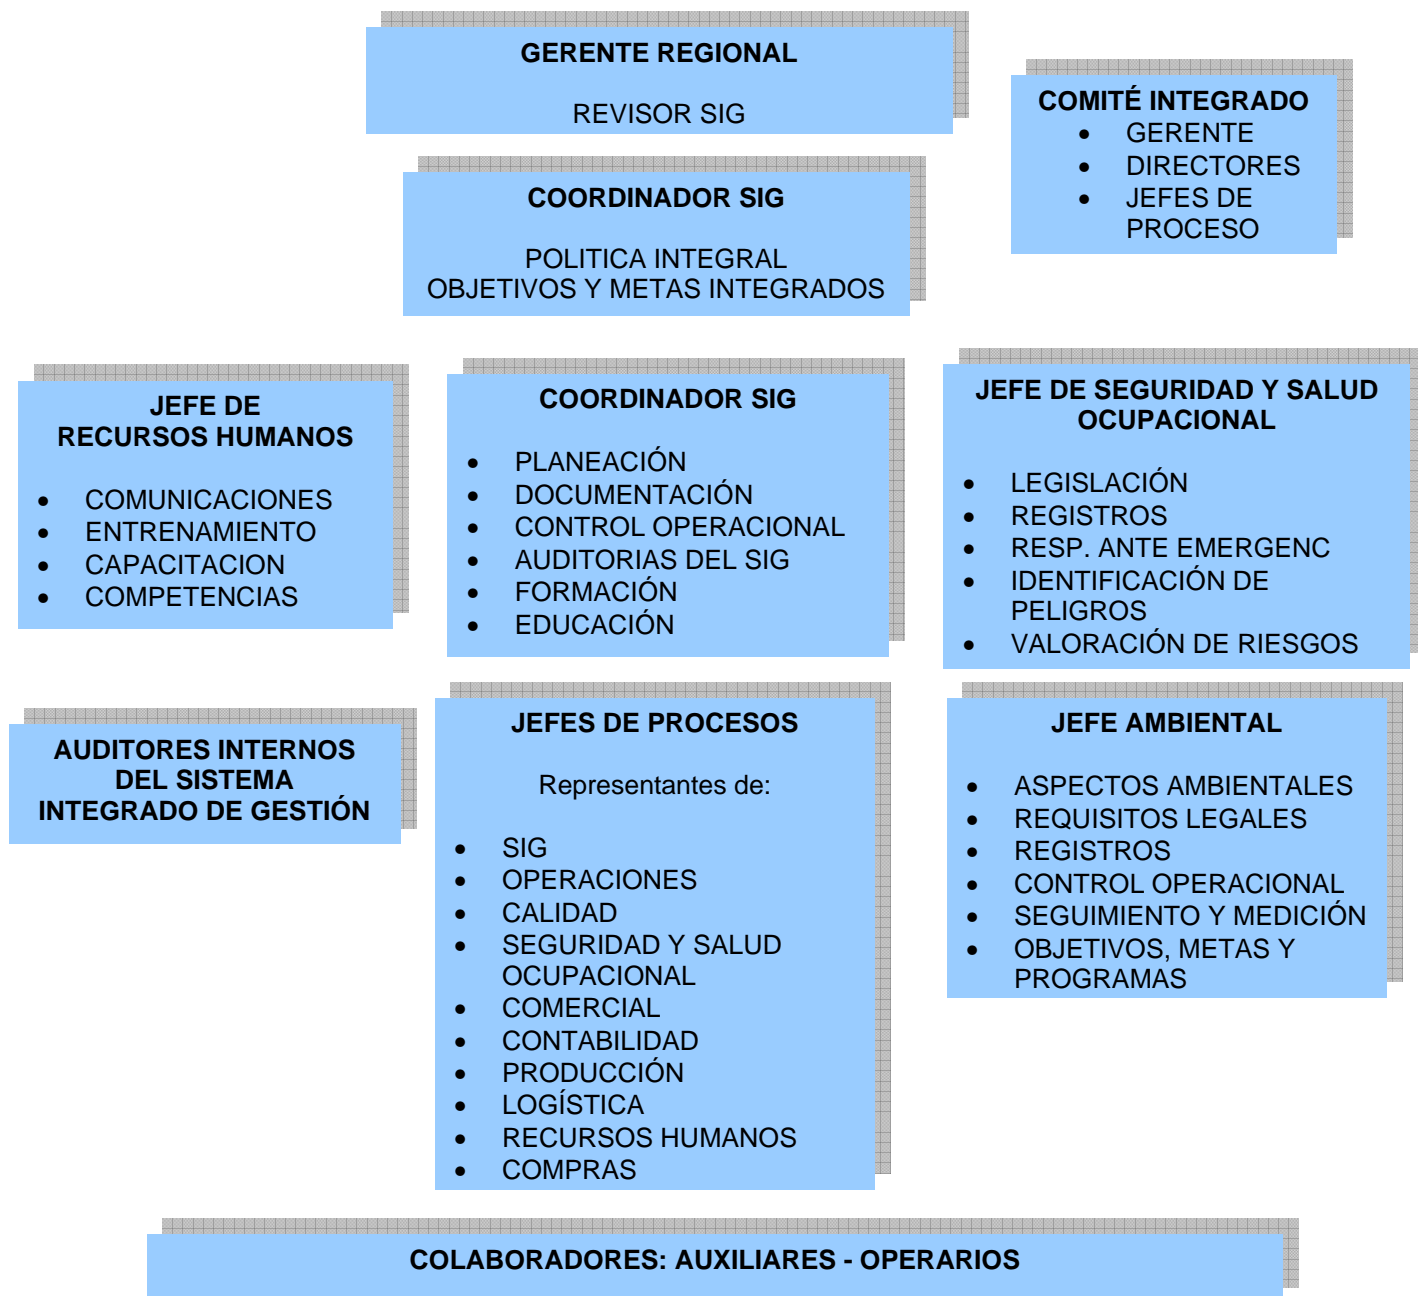 GERENTE REGIONAL
REVISOR SIG
COMITÉ INTEGRADO
• GERENTE
• DIRECTORES
• JEFES DE
PROCESO
COORDINADOR SIG
POLITICA INTEGRAL
OBJETIVOS Y METAS INTEGRADOS
JEFE DE
RECURSOS HUMANOS
• COMUNICACIONES
• ENTRENAMIENTO
• CAPACITACION
• COMPETENCIAS
COORDINADOR SIG
• PLANEACIÓN
• DOCUMENTACIÓN
• CONTROL OPERACIONAL
• AUDITORIAS DEL SIG
• FORMACIÓN
• EDUCACIÓN
JEFE DE SEGURIDAD Y SALUD
OCUPACIONAL
• LEGISLACIÓN
• REGISTROS
• RESP. ANTE EMERGENC
• IDENTIFICACIÓN DE
PELIGROS
• VALORACIÓN DE RIESGOS
AUDITORES INTERNOS
DEL SISTEMA
INTEGRADO DE GESTIÓN
JEFES DE PROCESOS
Representantes de:
• SIG
• OPERACIONES
• CALIDAD
• SEGURIDAD Y SALUD
OCUPACIONAL
• COMERCIAL
• CONTABILIDAD
• PRODUCCIÓN
• LOGÍSTICA
• RECURSOS HUMANOS
• COMPRAS
JEFE AMBIENTAL
• ASPECTOS AMBIENTALES
• REQUISITOS LEGALES
• REGISTROS
• CONTROL OPERACIONAL
• SEGUIMIENTO Y MEDICIÓN
• OBJETIVOS, METAS Y
PROGRAMAS
COLABORADORES: AUXILIARES - OPERARIOS